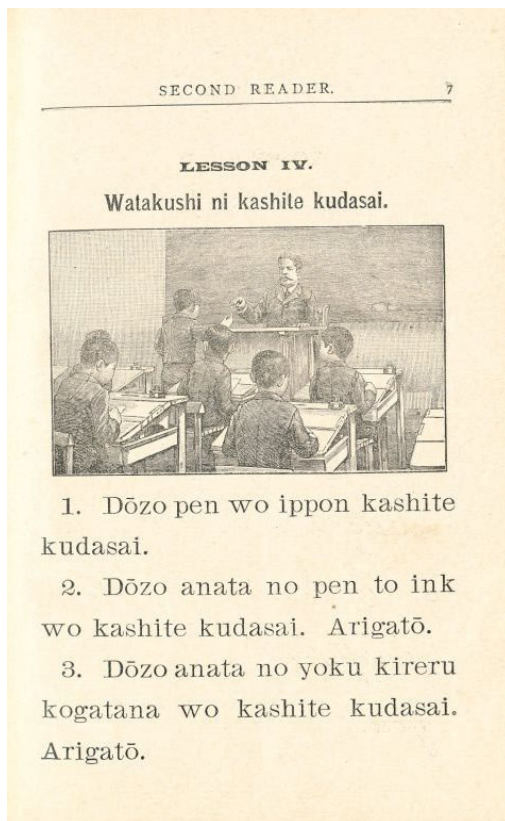 SECOND READER. 7
LESSON IV.
Watakushi ni kashite kudasai.
1. Dōzo pen wo ippon kashite
kudasai.
2. Dōzo anata no pen to ink
wo kashite kudasai. Arigatō.
3. Dōzo anata no yoku kireru
kogatana wo kashite kudasai.
Arigatō.